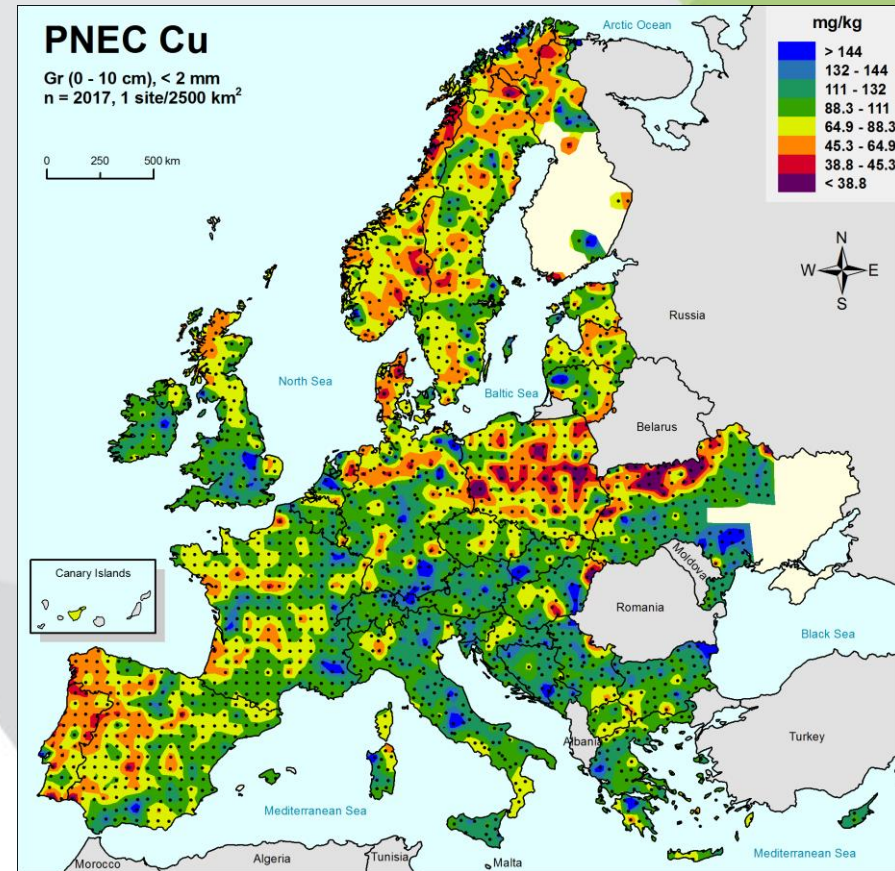 PNEC Cu
Gr (0 - 10 cm), < 2 mm
n = 2017, 1 site/2500 km²
0 250 500 km
mg/kg
> 144
132 - 144
111 - 132
88.3 - 111
64.9 - 88.3
45.3 - 64.9
38.8 - 45.3
< 38.8
Arctic Ocean
N
W E
S
Russia
North Sea
Baltic Sea
Belarus
Canary Islands
Moldova
Romania
Black Sea
Albania
Turkey
Mediterranean Sea
Morocco
Algeria
Tunisia
Malta
Mediterranean Sea